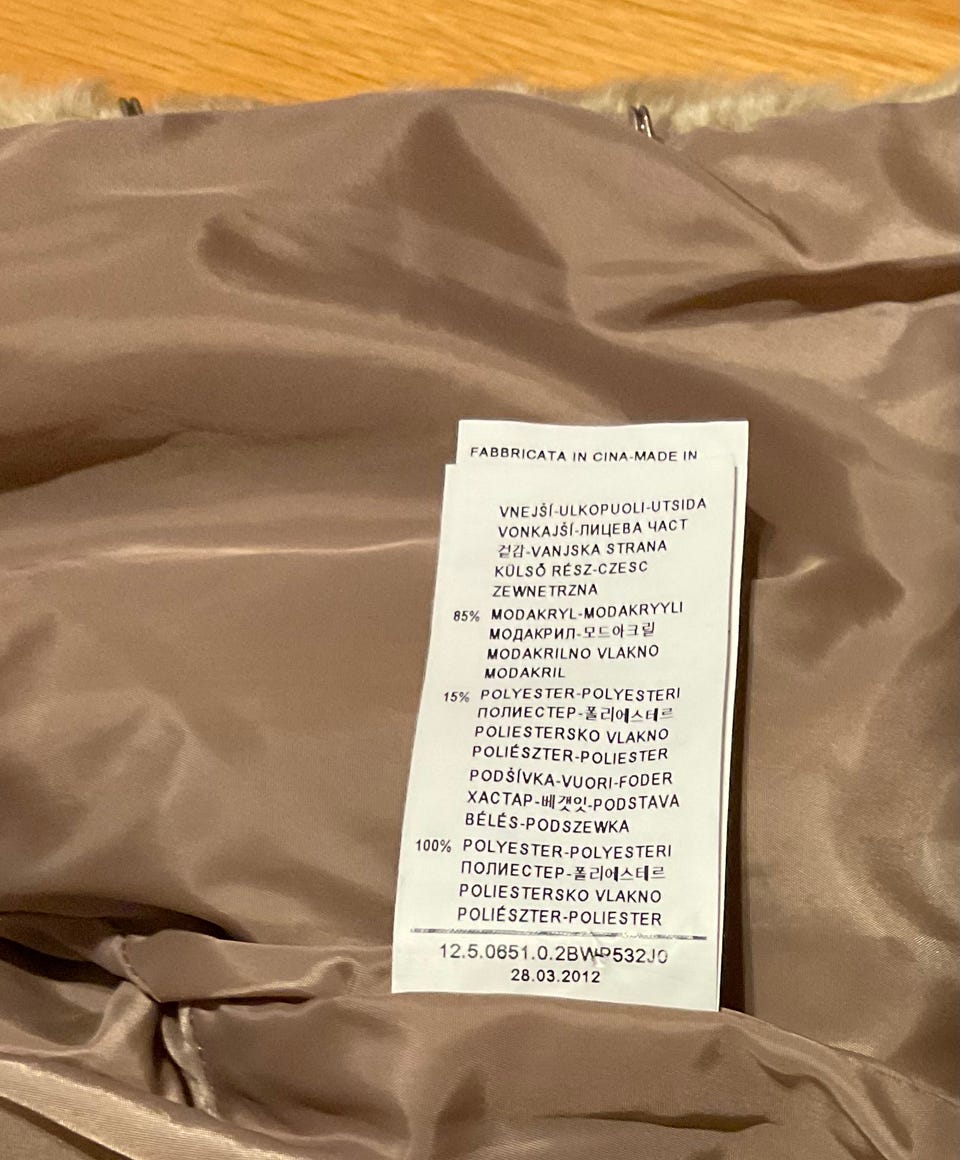 FABBRICATA IN CINA-MADE IN
VNEJŠÍ-ULKOPUOLI-UTSIDA
VONKAJŠÍ-ЛИЦЕВА ЧАСТ
겉감-VANJSKA STRANA
KÜLSŐ RÉSZ-CZESC
ZEWNETRZNA
85% MODAKRYL-MODAKRYYLI
МОДАКРИЛ-모드아크릴
MODAKRILNO VLAKNO
MODAKRIL
15% POLYESTER-POLYESTERI
ПОЛИЕСТЕР-폴리에스테르
POLIESTERSKO VLAKNO
POLIÉSZTER-POLIESTER
PODŠÍVKA-VUORI-FODER
ХАСТАР-베갯잇-PODSTAVA
BÉLÉS-PODSZEWKA
100% POLYESTER-POLYESTERI
ПОЛИЕСТЕР-폴리에스테르
POLIESTERSKO VLAKNO
POLIÉSZTER-POLIESTER
12.5.0651.0.2BWP532J0
28.03.2012